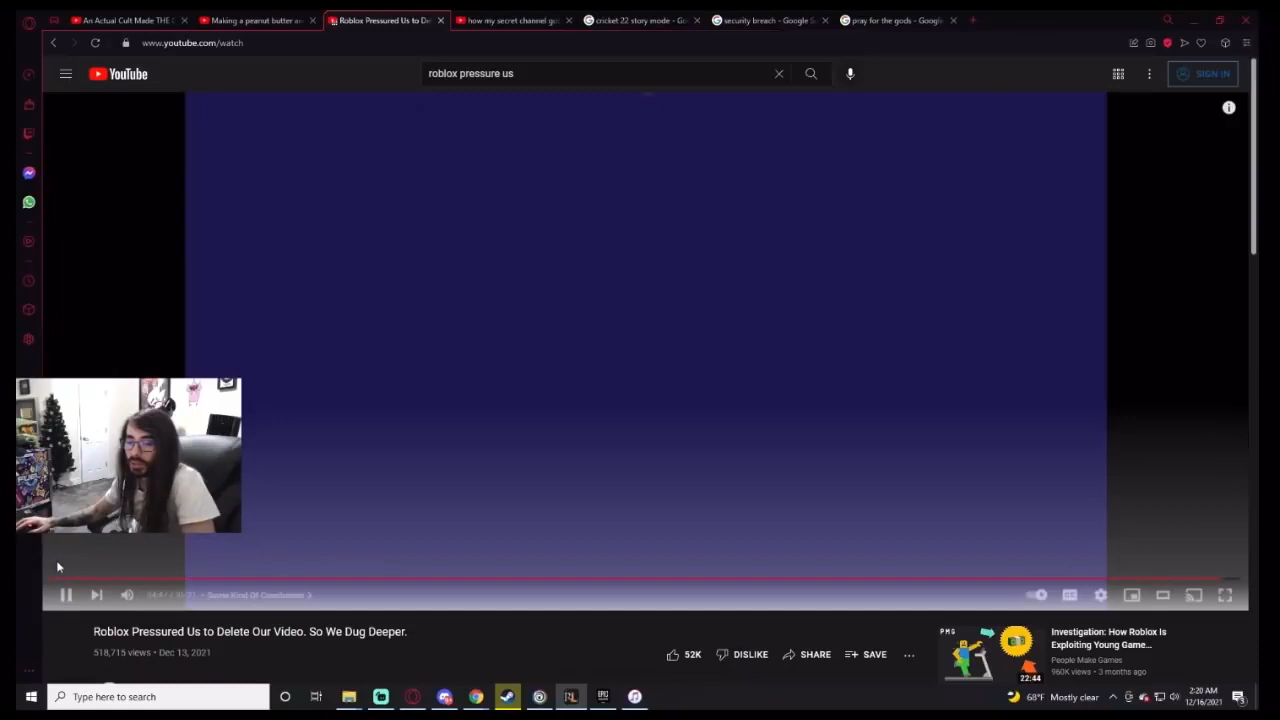 An Actual Cult Made THE
Making a peanut butter a
Roblox Pressured Us to De
how my secret channel go
cricket 22 story mode - Go
security breach - Google S
pray for the gods - Google
www.youtube.com/watch
YouTube
roblox pressure us
SIGN IN
Roblox Pressured Us to Delete Our Video. So We Dug Deeper.
518,715 views • Dec 13, 2021
52K
DISLIKE
SHARE
SAVE
PMG
22:44
Investigation: How Roblox Is
Exploiting Young Game...
People Make Games
960K views • 3 months ago
Type here to search
EPIC
68°F Mostly clear
2:20 AM
12/16/2021
3